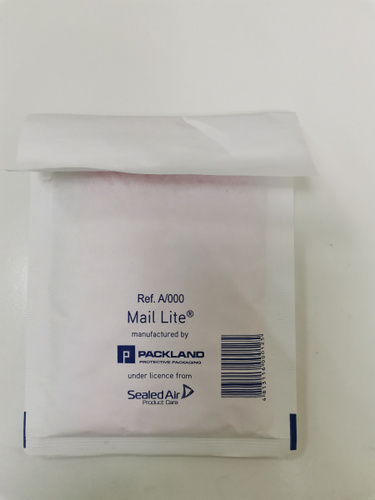 Ref. A/000
Mail Lite®
manufactured by
PACKLAND
PROTECTIVE PACKAGING
under licence from
Sealed Air
Product Care